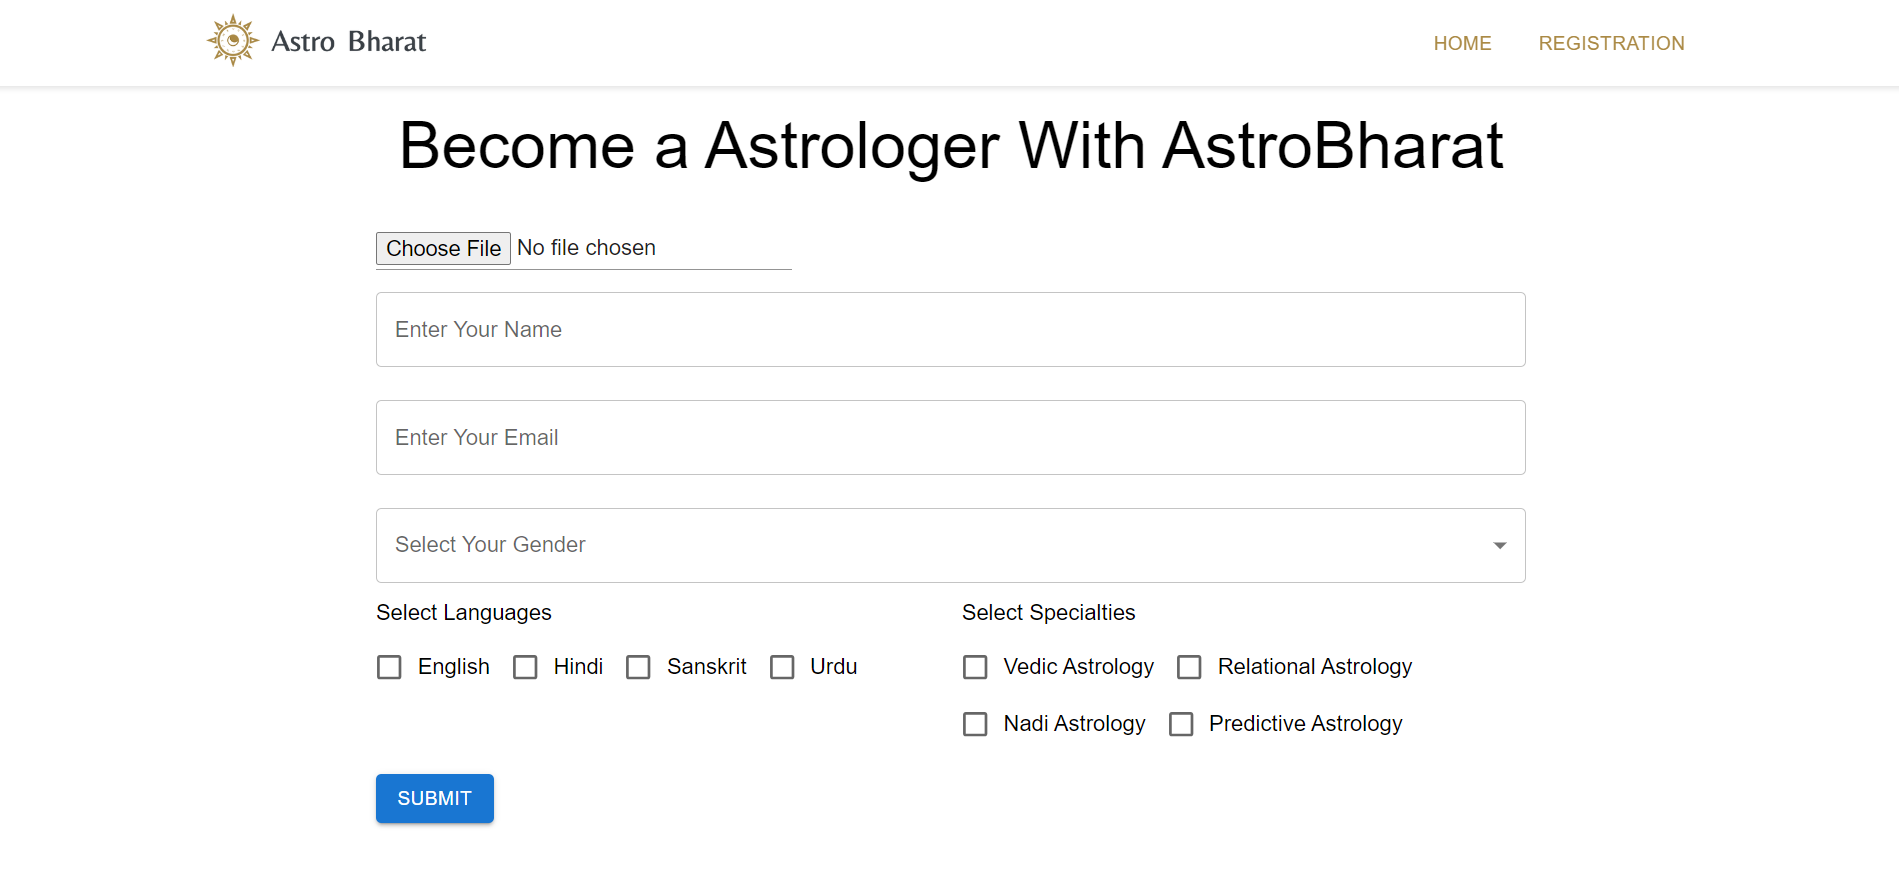 Astro Bharat
HOME REGISTRATION
Become a Astrologer With AstroBharat
Choose File No file chosen
Enter Your Name
Enter Your Email
Select Your Gender
Select Languages
English Hindi Sanskrit Urdu
Select Specialties
Vedic Astrology Relational Astrology
Nadi Astrology Predictive Astrology
SUBMIT